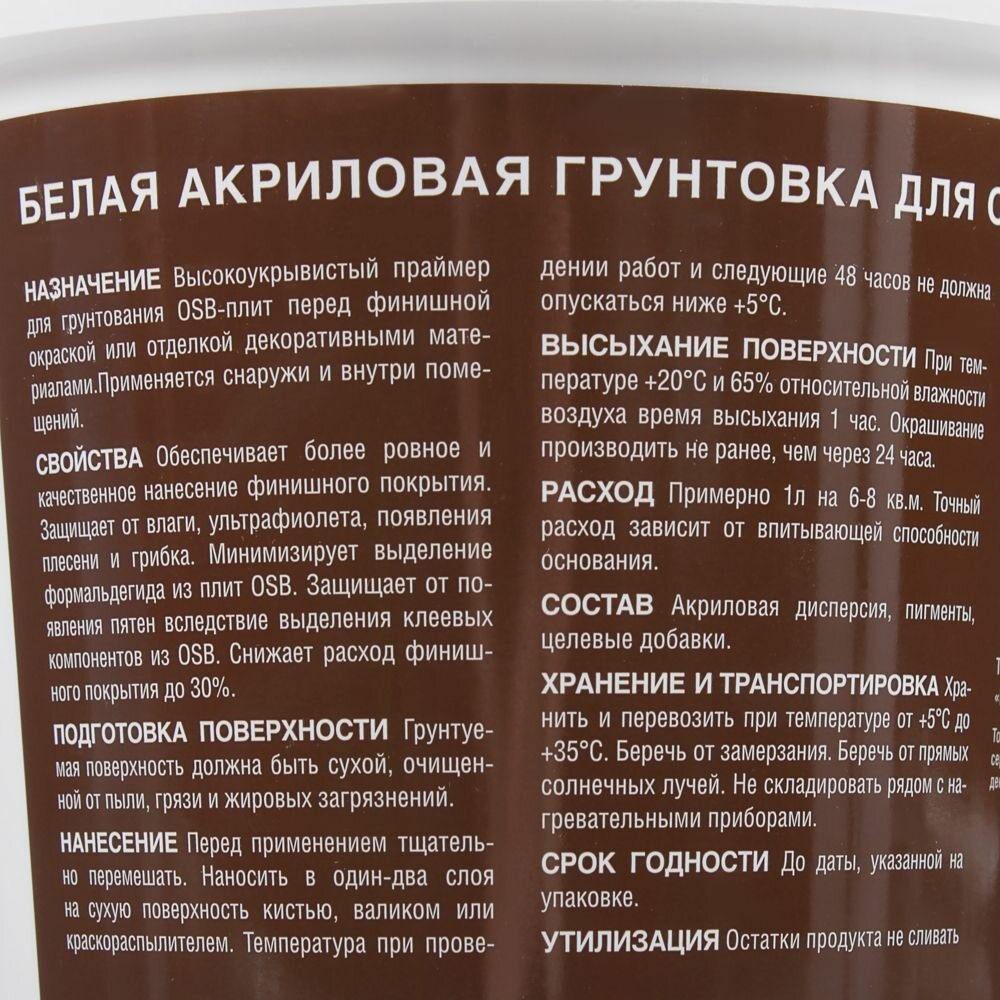 БЕЛАЯ АКРИЛОВАЯ ГРУНТОВКА ДЛЯ
НАЗНАЧЕНИЕ Высокоукрывистый праймер
для грунтования OSB-плит перед финишной
окраской или отделкой декоративными мате-
риалами.Применяется снаружи и внутри поме-
щений.
СВОЙСТВА Обеспечивает более ровное и
качественное нанесение финишного покрытия.
Защищает от влаги, ультрафиолета, появления
плесени и грибка. Минимизирует выделение
формальдегида из плит OSB. Защищает от по-
явления пятен вследствие выделения клеевых
компонентов из OSB. Снижает расход финиш-
ного покрытия до 30%.
ПОДГОТОВКА ПОВЕРХНОСТИ Грунтуе-
мая поверхность должна быть сухой, очищен-
ной от пыли, грязи и жировых загрязнений.
НАНЕСЕНИЕ Перед применением тщатель-
но перемешать. Наносить в один-два слоя
на сухую поверхность кистью, валиком или
краскораспылителем. Температура при прове-
дении работ и следующие 48 часов не должна
опускаться ниже +5°С.
ВЫСЫХАНИЕ ПОВЕРХНОСТИ При тем-
пературе +20°С и 65% относительной влажности
воздуха время высыхания 1 час. Окрашивание
производить не ранее, чем через 24 часа.
РАСХОД Примерно 1л на 6-8 кв.м. Точный
расход зависит от впитывающей способности
основания.
СОСТАВ Акриловая дисперсия, пигменты,
целевые добавки.
ХРАНЕНИЕ И ТРАНСПОРТИРОВКА Хра-
нить и перевозить при температуре от +5°С до
+35°С. Беречь от замерзания. Беречь от прямых
солнечных лучей. Не складировать рядом с на-
гревательными приборами.
СРОК ГОДНОСТИ До даты, указанной на
упаковке.
УТИЛИЗАЦИЯ Остатки продукта не сливать